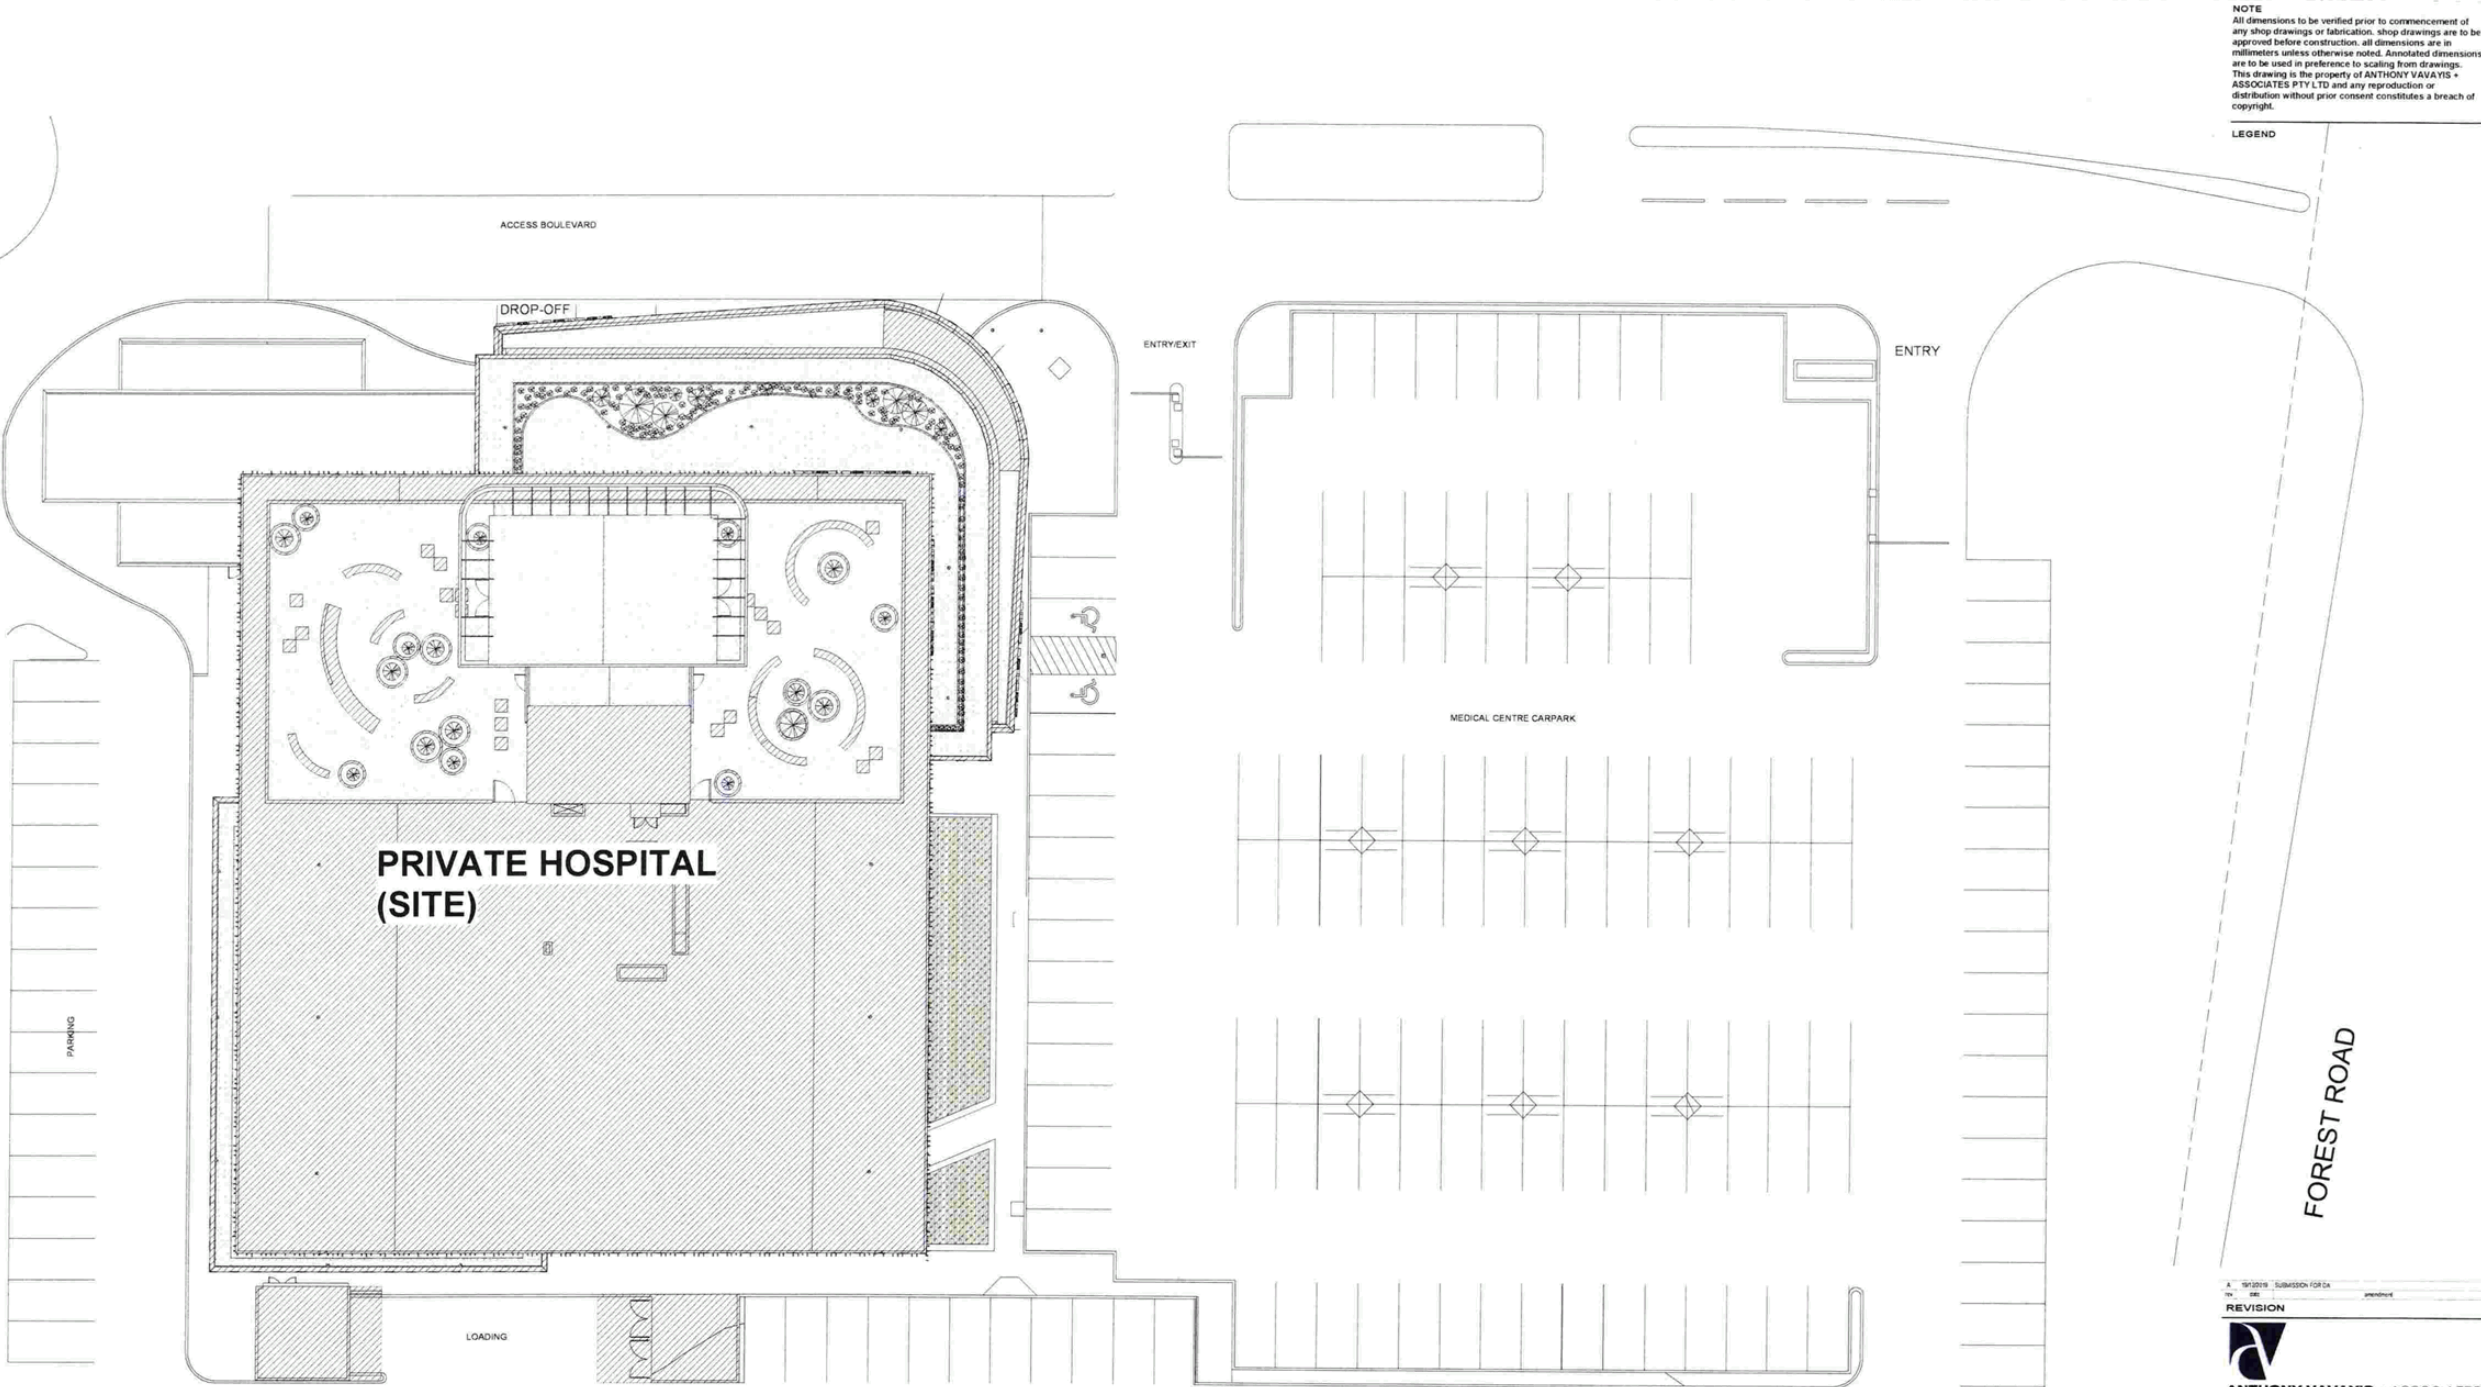 NOTE
All dimensions to be verified prior to commencement of
any shop drawings or fabrication. shop drawings are to be
approved before construction. all dimensions are in
millimeters unless otherwise noted. Annotated dimensions
are to be used in preference to scaling from drawings.
This drawing is the property of ANTHONY VAVAYIS +
ASSOCIATES PTY LTD and any reproduction or
distribution without prior consent constitutes a breach of
copyright.
LEGEND
ACCESS BOULEVARD
DROP-OFF
ENTRY/EXIT
ENTRY
MEDICAL CENTRE CARPARK
PRIVATE HOSPITAL
(SITE)
PARKING
FOREST ROAD
LOADING
A SUBMISSION FOR DA
rev date amendment
REVISION